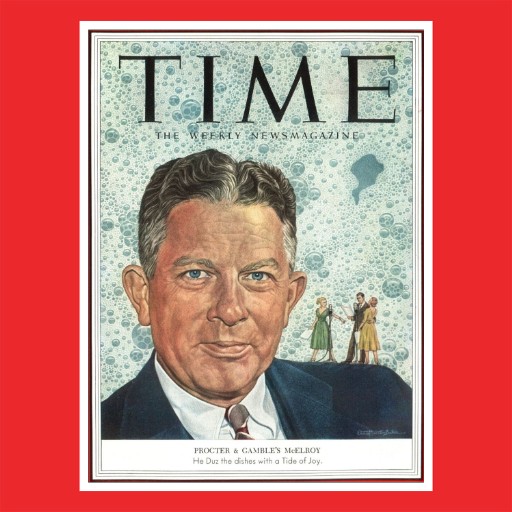 TIME
THE WEEKLY NEWSMAGAZINE
PROCTER & GAMBLE'S McELROY
He Duz the dishes with a Tide of Joy.